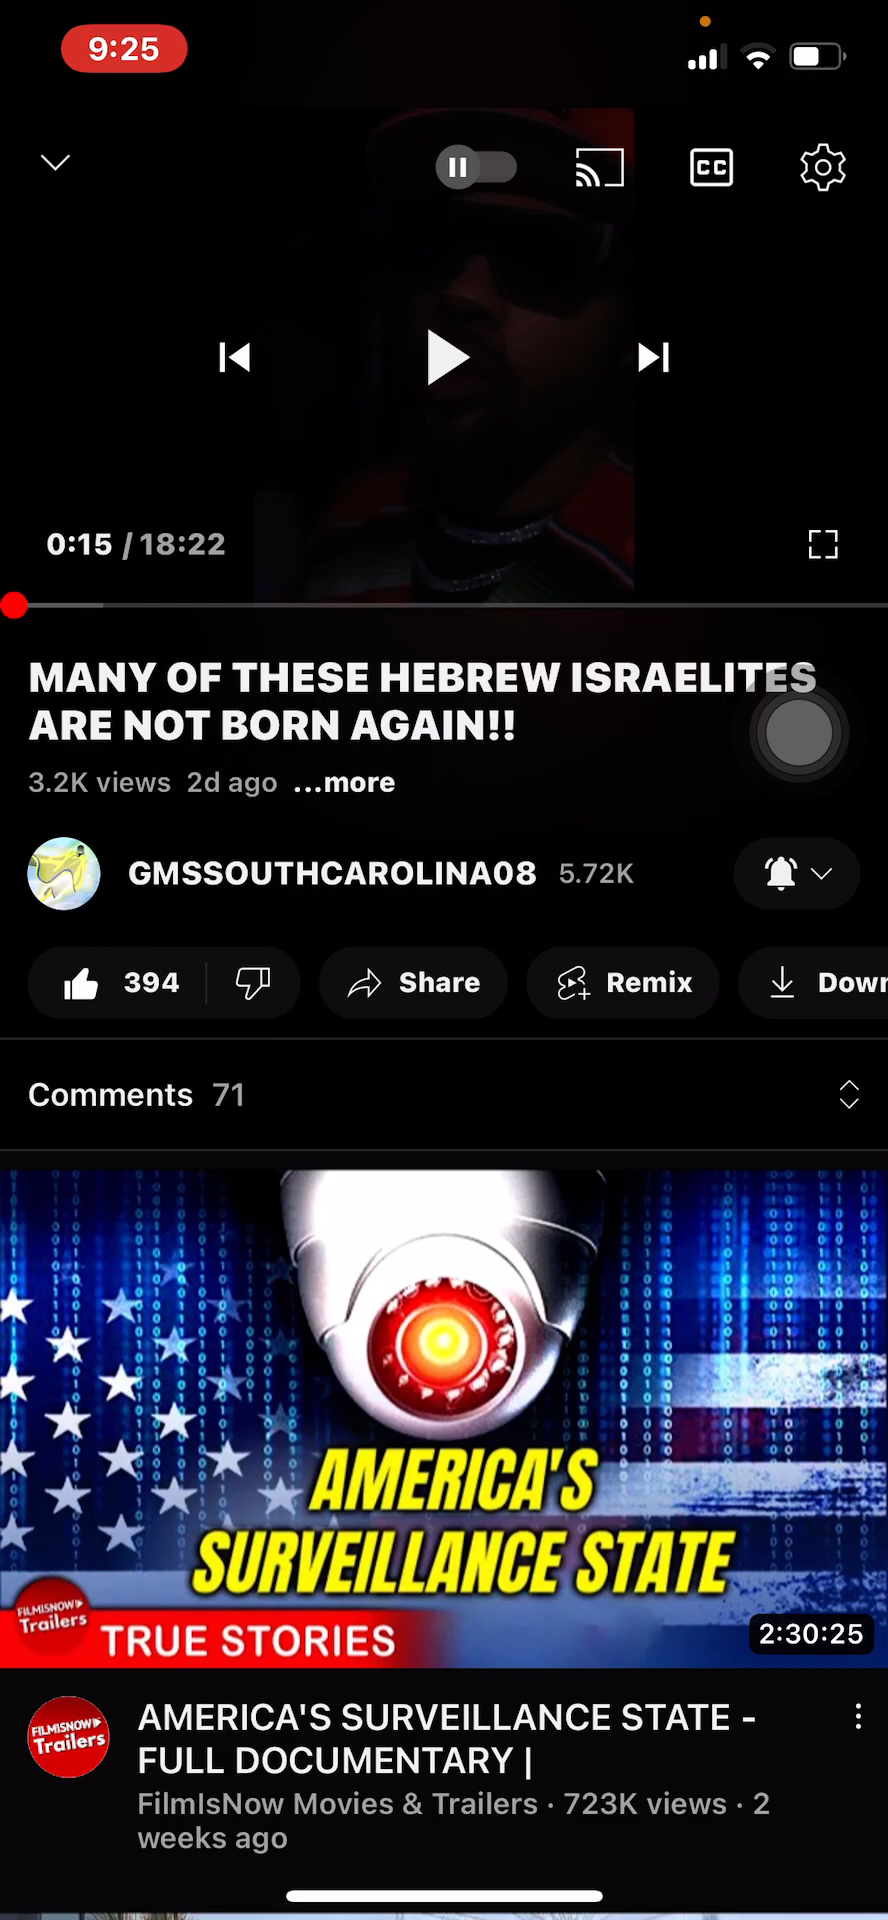 9:25
CC
0:15 / 18:22
MANY OF THESE HEBREW ISRAELITES
ARE NOT BORN AGAIN!!
3.2K views 2d ago ...more
GMSSOUTHCAROLINA08 5.72K
394 Share Remix Down
Comments 71
AMERICA'S
SURVEILLANCE STATE
FILMISNOW
Trailers
TRUE STORIES
2:30:25
FILMISNOW
Trailers
AMERICA'S SURVEILLANCE STATE -
FULL DOCUMENTARY |
FilmIsNow Movies & Trailers · 723K views · 2
weeks ago